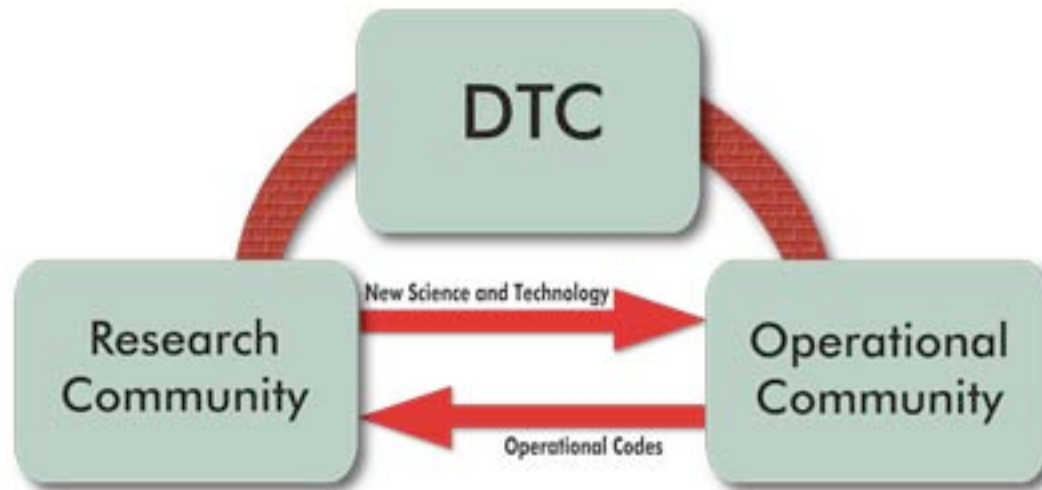 DTC
New Science and Technology
Research
Community
Operational
Community
Operational Codes